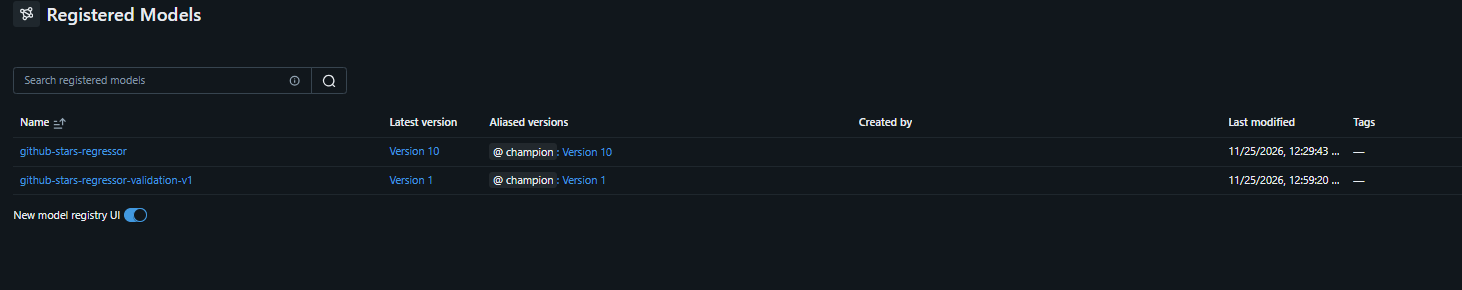 Registered Models
Search registered models
Name Latest version Aliased versions Created by Last modified Tags
github-stars-regressor Version 10 @ champion : Version 10 11/25/2026, 12:29:43 ... —
github-stars-regressor-validation-v1 Version 1 @ champion : Version 1 11/25/2026, 12:59:20 ... —
New model registry UI